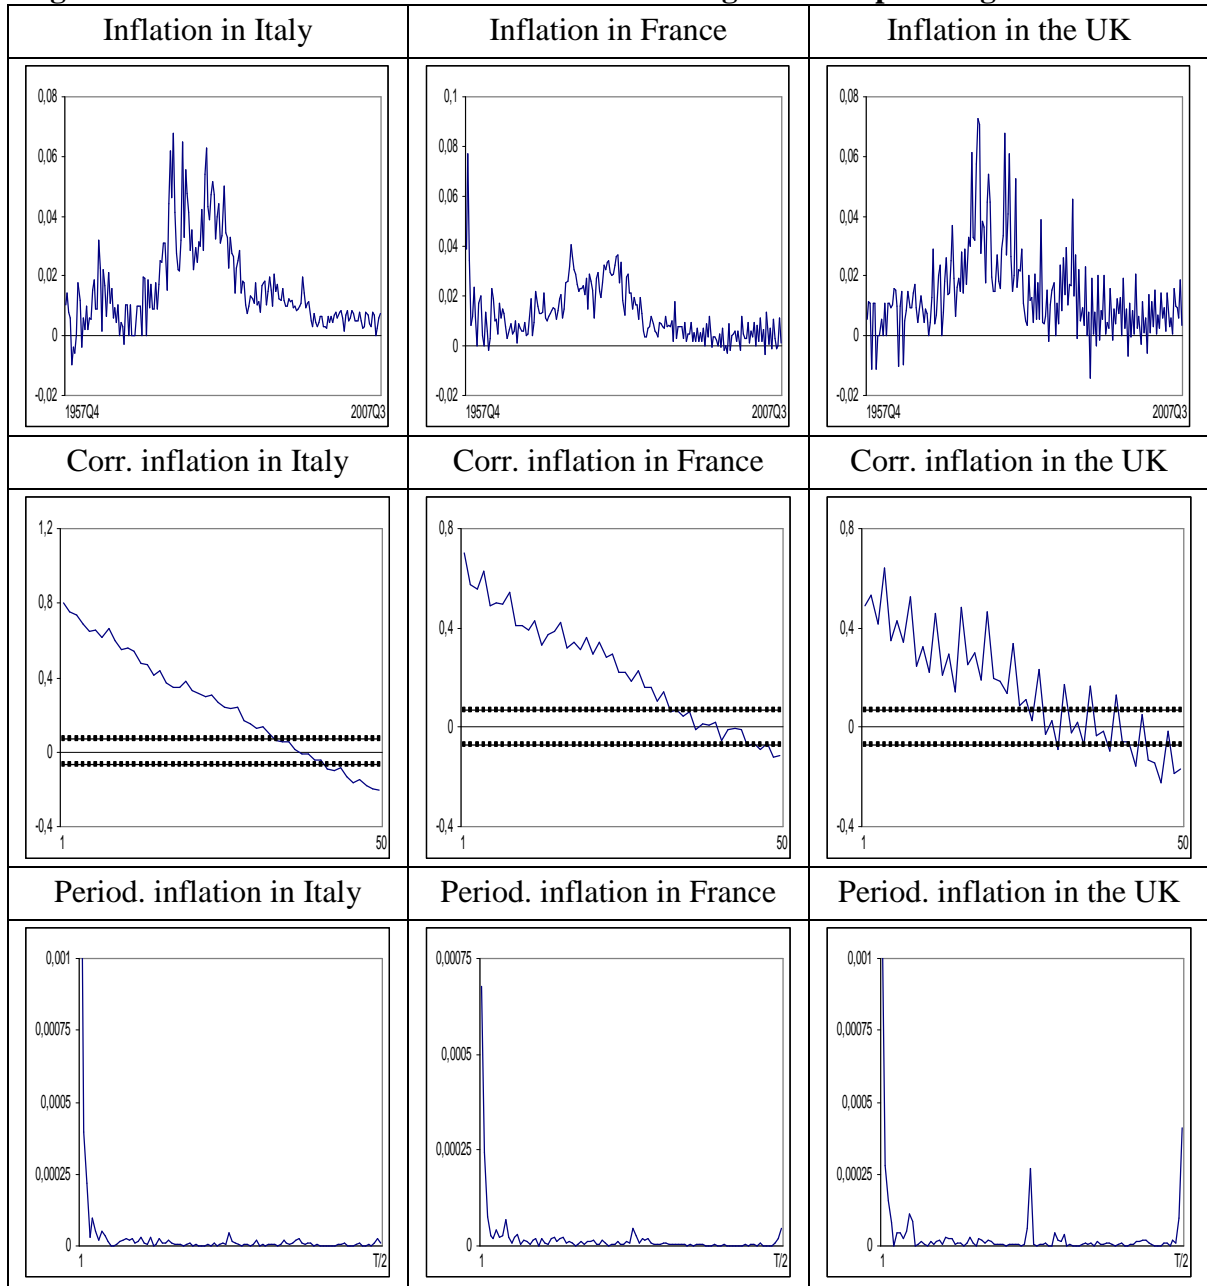 Inflation in Italy Inflation in France Inflation in the UK
0,08 0,1 0,08
0,06 0,08 0,06
0,04 0,06 0,04
0,02 0,04 0,02
0 0,02 0
-0,02 0 -0,02
-0,02
1957Q4 2007Q3 1957Q4 2007Q3 1957Q4 2007Q3
Corr. inflation in Italy Corr. inflation in France Corr. inflation in the UK
1,2 0,8 0,8
0,8 0,4 0,4
0,4 0 0
0 -0,4 -0,4
-0,4
1 50 1 50 1 50
Period. inflation in Italy Period. inflation in France Period. inflation in the UK
0,001 0,00075 0,001
0,00075 0,0005 0,00075
0,0005 0,00025 0,0005
0,00025 0 0,00025
0 0
1 T/2 1 T/2 1 T/2